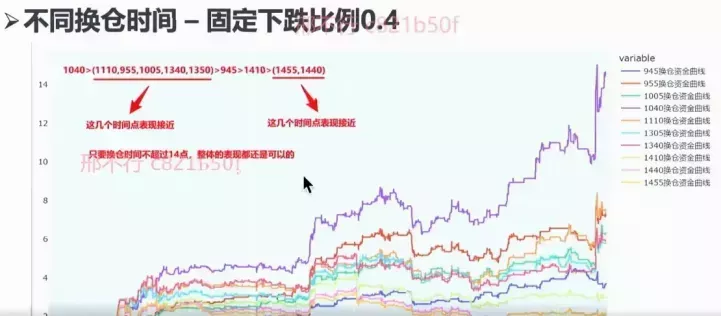 ➢不同换仓时间 – 固定下跌比例0.4
邢不行 c821b50f
1040>(1110,955,1005,1340,1350)>945>1410>(1455,1440)
这几个时间点表现接近
这几个时间点表现接近
只要换仓时间不超过14点，整体的表现都还是可以的
邢不行 c821b50f
14
12
10
8
6
4
2
variable
945换仓资金曲线
955换仓资金曲线
1005换仓资金曲线
1040换仓资金曲线
1110换仓资金曲线
1305换仓资金曲线
1340换仓资金曲线
1410换仓资金曲线
1440换仓资金曲线
1455换仓资金曲线